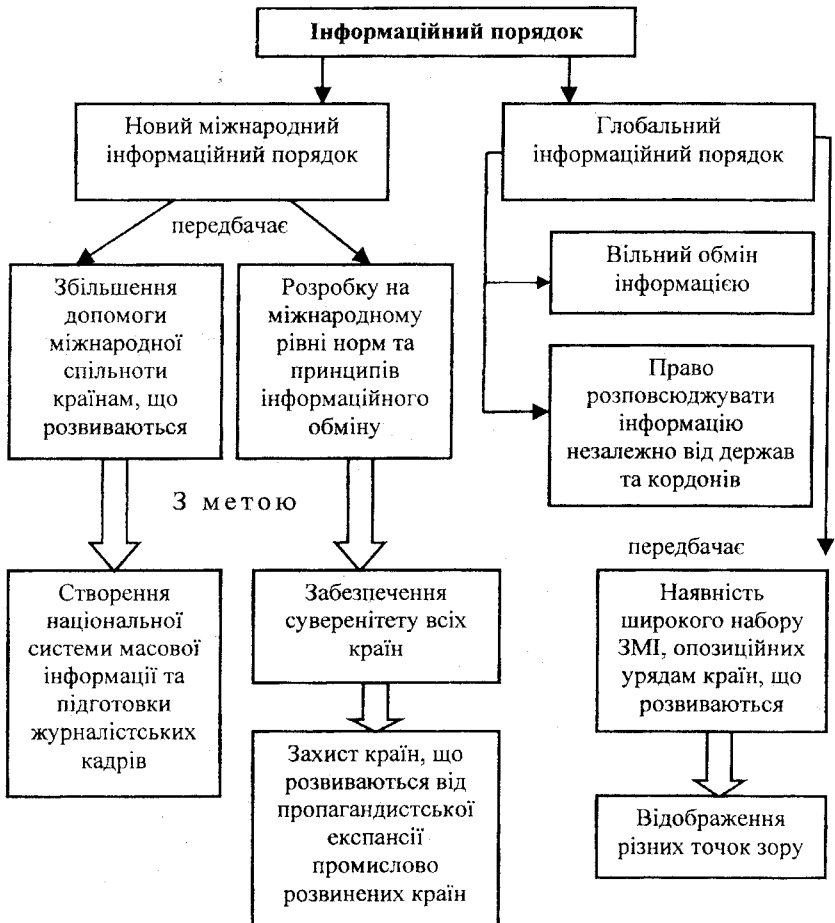 Інформаційний порядок
Новий міжнародний
інформаційний порядок
Глобальний
інформаційний порядок
передбачає
Збільшення
допомоги
міжнародної
спільноти
країнам, що
розвиваються
Розробку на
міжнародному
рівні норм та
принципів
інформаційного
обміну
Вільний обмін
інформацією
Право
розповсюджувати
інформацію
незалежно від держав
та кордонів
З метою
передбачає
Створення
національної
системи масової
інформації та
підготовки
журналістських
кадрів
Забезпечення
суверенітету всіх
країн
Захист країн, що
розвиваються від
пропагандистської
експансії
промислово
розвинених країн
Наявність
широкого набору
ЗМІ, опозиційних
урядам країн, що
розвиваються
Відображення
різних точок зору